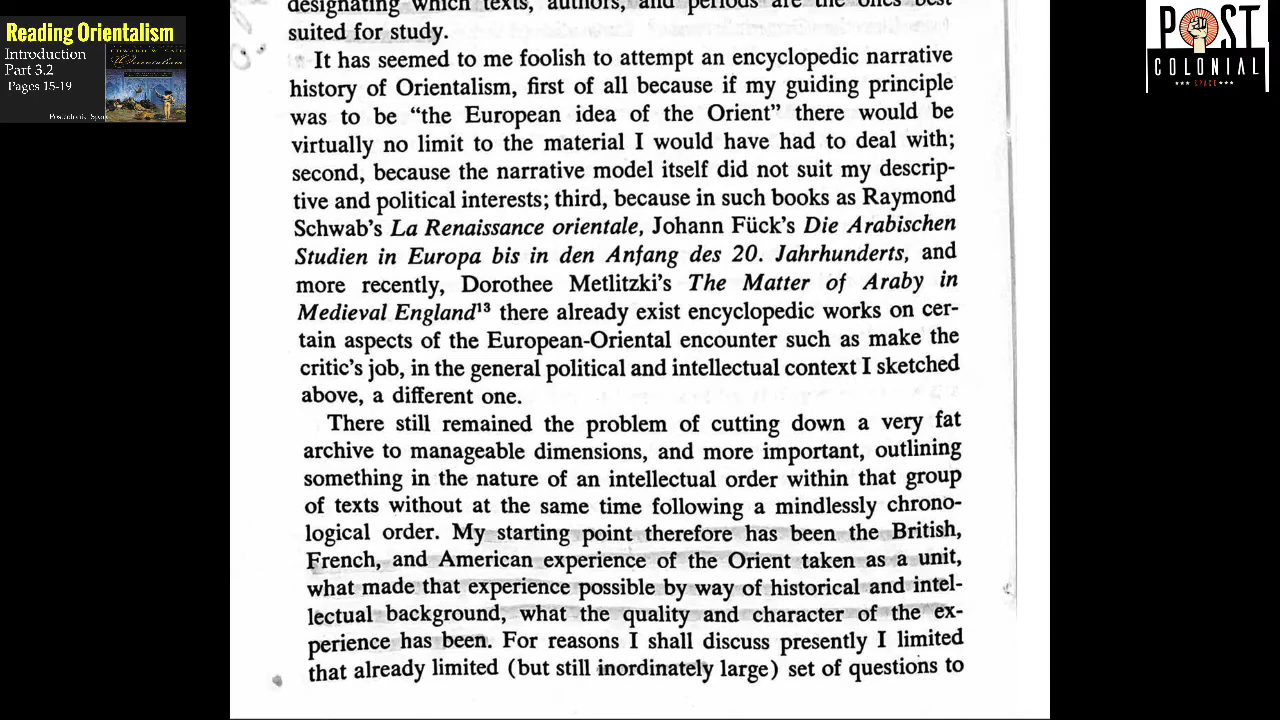 Reading Orientalism
Introduction
Part 3.2
Pages 15-19
POST
COLONIAL
SPACE
designating which texts, authors, and periods are the ones best
suited for study.
It has seemed to me foolish to attempt an encyclopedic narrative
history of Orientalism, first of all because if my guiding principle
was to be “the European idea of the Orient” there would be
virtually no limit to the material I would have had to deal with;
second, because the narrative model itself did not suit my descrip-
tive and political interests; third, because in such books as Raymond
Schwab’s La Renaissance orientale, Johann Fück’s Die Arabischen
Studien in Europa bis in den Anfang des 20. Jahrhunderts, and
more recently, Dorothee Metlitzki’s The Matter of Araby in
Medieval England¹³ there already exist encyclopedic works on cer-
tain aspects of the European-Oriental encounter such as make the
critic’s job, in the general political and intellectual context I sketched
above, a different one.
There still remained the problem of cutting down a very fat
archive to manageable dimensions, and more important, outlining
something in the nature of an intellectual order within that group
of texts without at the same time following a mindlessly chrono-
logical order. My starting point therefore has been the British,
French, and American experience of the Orient taken as a unit,
what made that experience possible by way of historical and intel-
lectual background, what the quality and character of the ex-
perience has been. For reasons I shall discuss presently I limited
that already limited (but still inordinately large) set of questions to